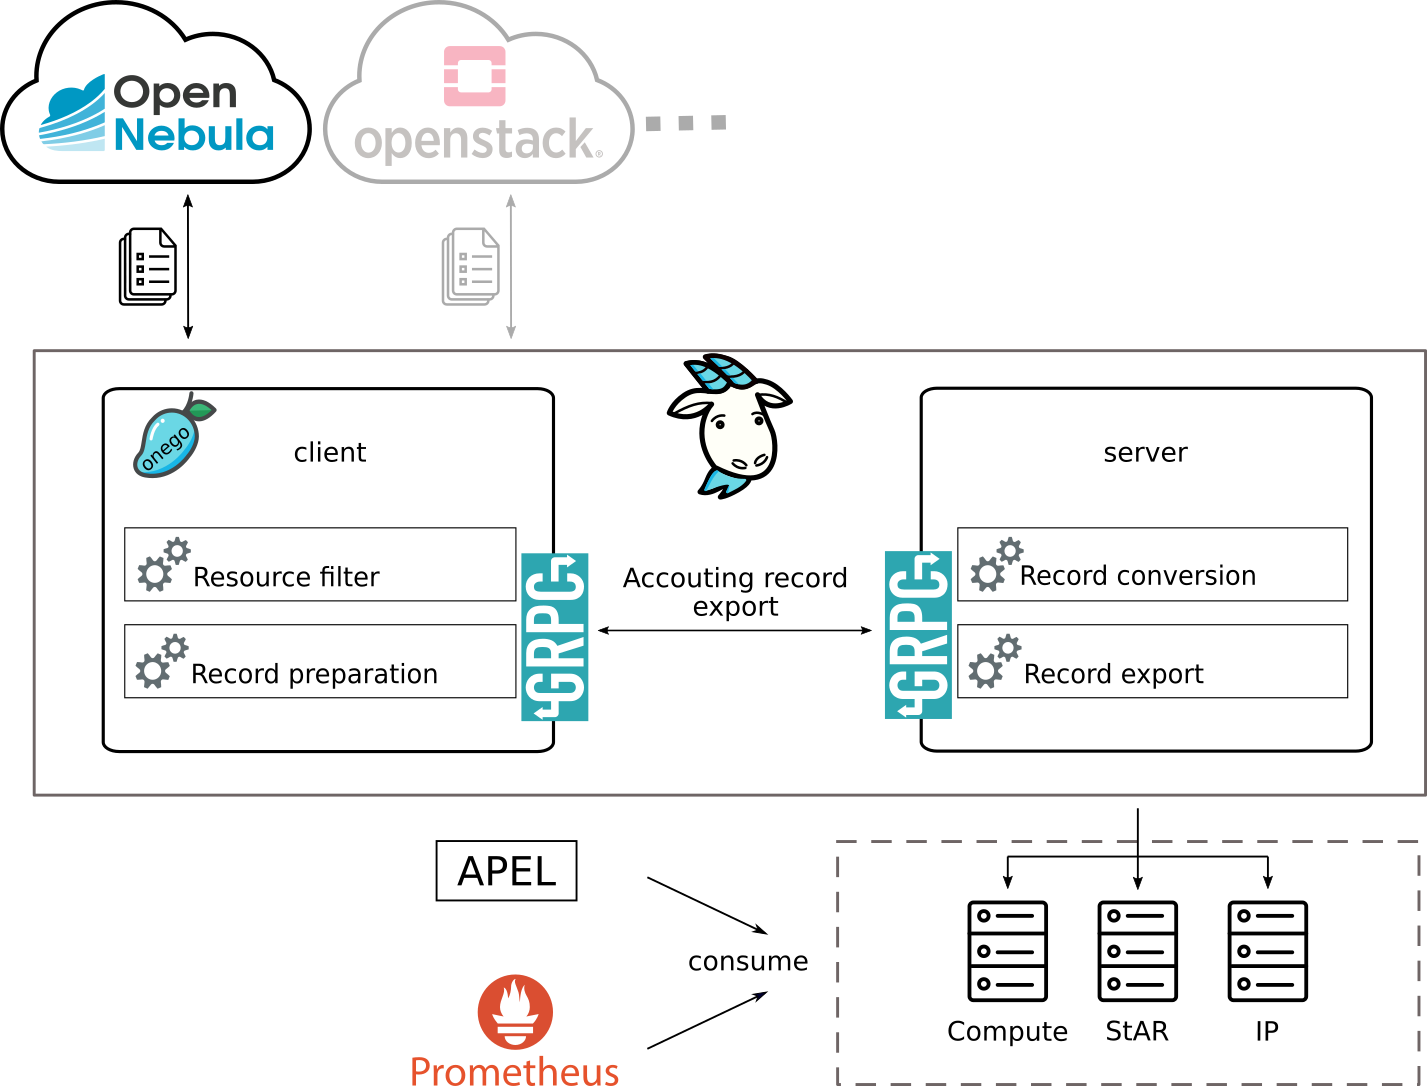 Open
Nebula
openstack®
onego
client
server
Resource filter
Record preparation
GRPC
Accouting record
export
GRPC
Record conversion
Record export
APEL
consume
Prometheus
Compute
StAR
IP